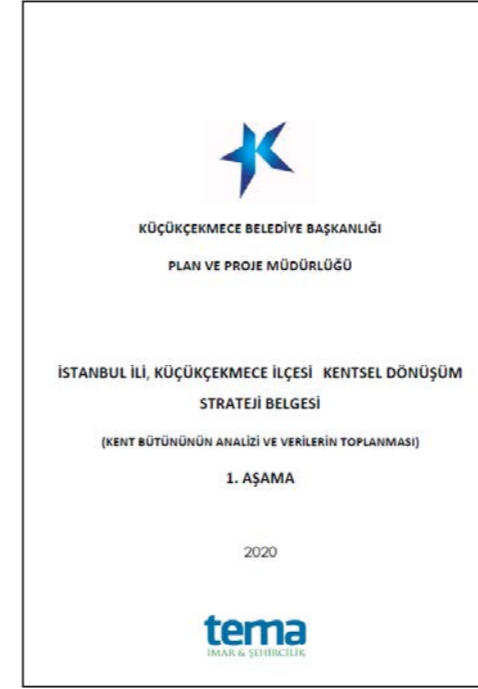 KÜÇÜKÇEKMECE BELEDİYE BAŞKANLIĞI
PLAN VE PROJE MÜDÜRLÜĞÜ
İSTANBUL İLİ, KÜÇÜKÇEKMECE İLÇESİ KENTSEL DÖNÜŞÜM
STRATEJİ BELGESİ
(KENT BÜTÜNÜNÜN ANALİZİ VE VERİLERİN TOPLANMASI)
1. AŞAMA
2020
tema
İMAR & ŞEHİRCİLİK